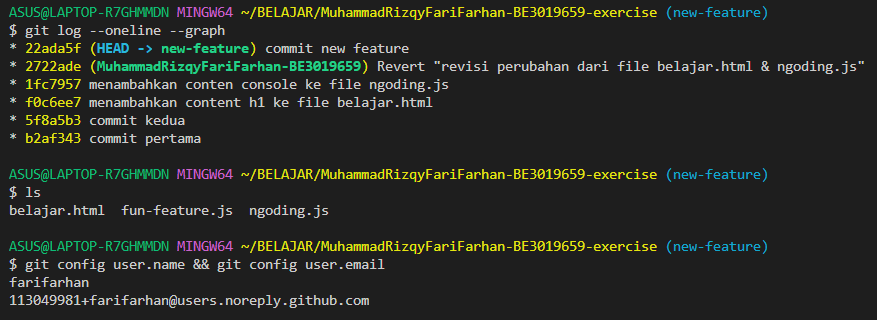 ASUS@LAPTOP-R7GHMMDN MINGW64 ~/BELAJAR/MuhammadRizqyFariFarhan-BE3019659-exercise (new-feature)
$ git log --oneline --graph
* 22ada5f (HEAD -> new-feature) commit new feature
* 2722ade (MuhammadRizqyFariFarhan-BE3019659) Revert "revisi perubahan dari file belajar.html & ngoding.js"
* 1fc7957 menambahkan conten console ke file ngoding.js
* f0c6ee7 menambahkan content h1 ke file belajar.html
* 5f8a5b3 commit kedua
* b2af343 commit pertama
ASUS@LAPTOP-R7GHMMDN MINGW64 ~/BELAJAR/MuhammadRizqyFariFarhan-BE3019659-exercise (new-feature)
$ ls
belajar.html  fun-feature.js  ngoding.js
ASUS@LAPTOP-R7GHMMDN MINGW64 ~/BELAJAR/MuhammadRizqyFariFarhan-BE3019659-exercise (new-feature)
$ git config user.name && git config user.email
farifarhan
113049981+farifarhan@users.noreply.github.com